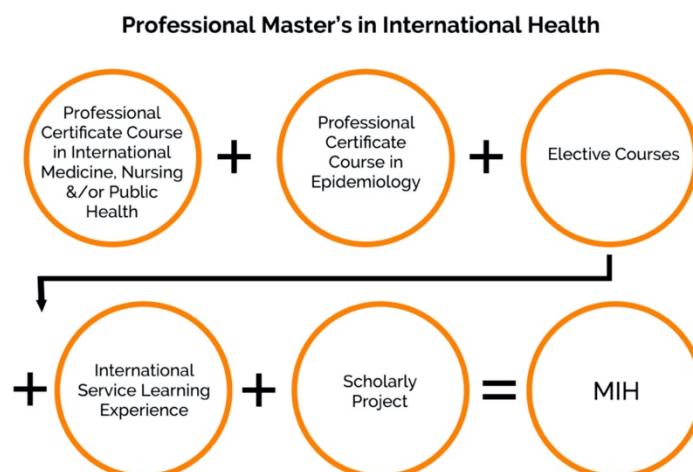 Professional Master's in International Health
Professional
Certificate Course
in International
Medicine, Nursing
&/or Public
Health
+
Professional
Certificate
Course in
Epidemiology
+
Elective Courses
+
International
Service Learning
Experience
+
Scholarly
Project
=
MIH